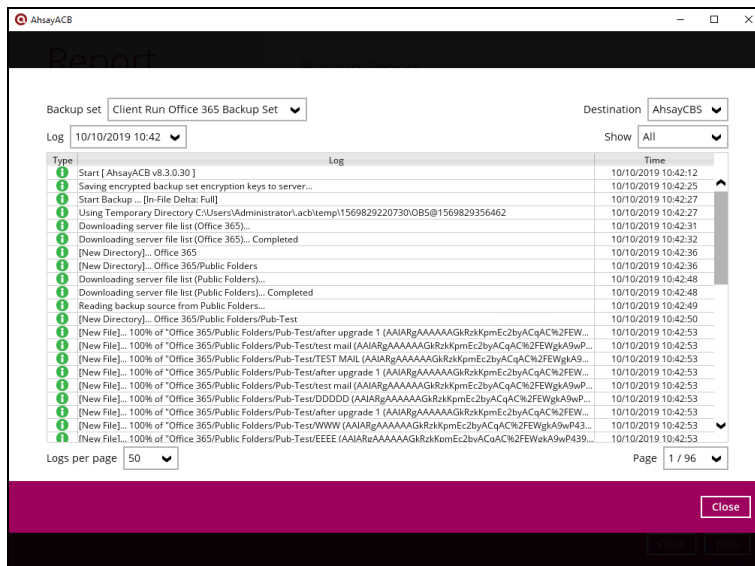 AhsayACB
Report
Backup set Client Run Office 365 Backup Set Destination AhsayCBS
Log 10/10/2019 10:42 Show All
Type Log Time
Start [ AhsayACB v8.3.0.30 ] 10/10/2019 10:42:12
Saving encrypted backup set encryption keys to server... 10/10/2019 10:42:25
Start Backup ... [In-File Delta: Full] 10/10/2019 10:42:27
Using Temporary Directory C:\Users\Administrator\.acb\temp\1569829220730\OBS@1569829356462 10/10/2019 10:42:27
Downloading server file list (Office 365)... 10/10/2019 10:42:31
Downloading server file list (Office 365)... Completed 10/10/2019 10:42:32
[New Directory]... Office 365 10/10/2019 10:42:36
[New Directory]... Office 365/Public Folders 10/10/2019 10:42:36
Downloading server file list (Public Folders)... 10/10/2019 10:42:48
Downloading server file list (Public Folders)... Completed 10/10/2019 10:42:48
Reading backup source from Public Folders... 10/10/2019 10:42:49
[New Directory]... Office 365/Public Folders/Pub-Test 10/10/2019 10:42:50
[New File]... 100% of "Office 365/Public Folders/Pub-Test/after upgrade 1 (AAIARgAAAAAAGkRzkKpmEc2byACqAC%2FEW... 10/10/2019 10:42:53
[New File]... 100% of "Office 365/Public Folders/Pub-Test/test mail (AAIARgAAAAAAGkRzkKpmEc2byACqAC%2FEWgkA9wP... 10/10/2019 10:42:53
[New File]... 100% of "Office 365/Public Folders/Pub-Test/TEST MAIL (AAIARgAAAAAAGkRzkKpmEc2byACqAC%2FEWgkA9... 10/10/2019 10:42:53
[New File]... 100% of "Office 365/Public Folders/Pub-Test/test mail (AAIARgAAAAAAGkRzkKpmEc2byACqAC%2FEWgkA9wP... 10/10/2019 10:42:53
[New File]... 100% of "Office 365/Public Folders/Pub-Test/DDDDD (AAIARgAAAAAAGkRzkKpmEc2byACqAC%2FEWgkA9wP... 10/10/2019 10:42:53
[New File]... 100% of "Office 365/Public Folders/Pub-Test/after upgrade 1 (AAIARgAAAAAAGkRzkKpmEc2byACqAC%2FEW... 10/10/2019 10:42:53
[New File]... 100% of "Office 365/Public Folders/Pub-Test/WWW (AAIARgAAAAAAGkRzkKpmEc2byACqAC%2FEWgkA9wP43... 10/10/2019 10:42:53
[New File]... 100% of "Office 365/Public Folders/Pub-Test/EEEE (AAIARgAAAAAAGkRzkKpmEc2byACqAC%2FEWgkA9wP439... 10/10/2019 10:42:53
Logs per page 50 Page 1 / 96
Close
Close Help